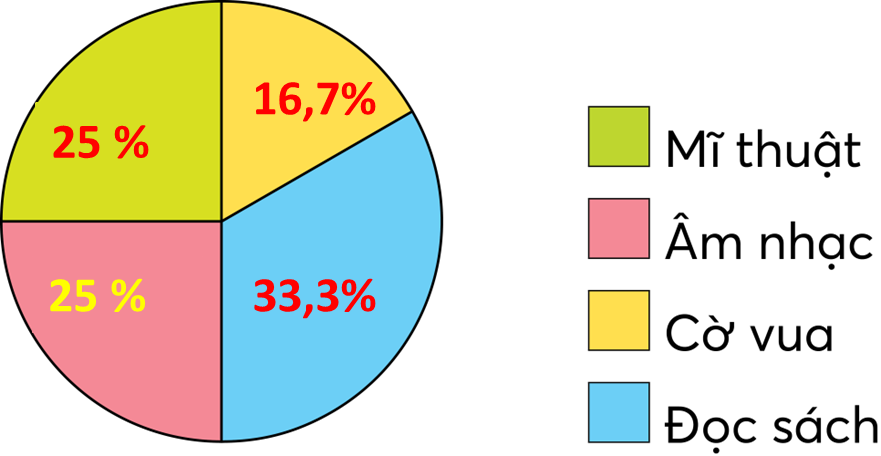 16,7%
25 %
25 %
33,3%
Mĩ thuật
Âm nhạc
Cờ vua
Đọc sách